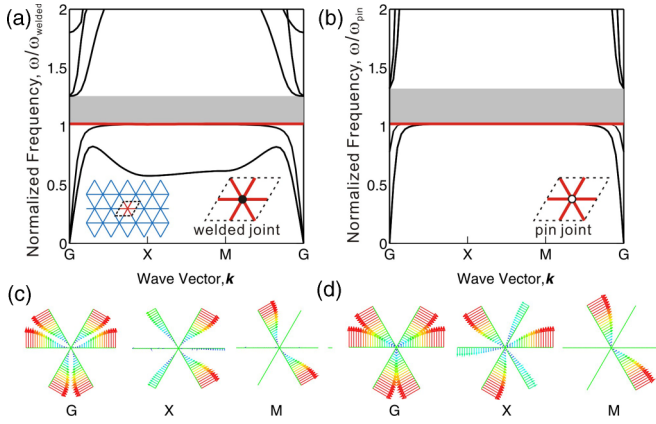 (a)
Normalized Frequency, ω/ω_welded
2
1.5
1
0.5
0
welded joint
G X M G
Wave Vector, k
(b)
Normalized Frequency, ω/ω_pin
2
1.5
1
0.5
0
pin joint
G X M G
Wave Vector, k
(c)
G X M
(d)
G X M